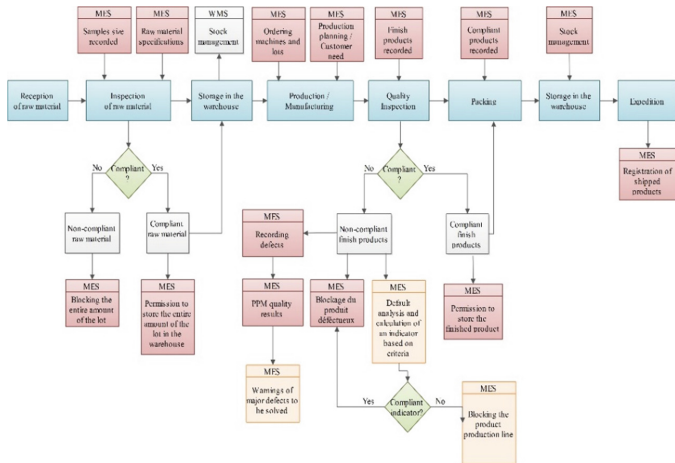 MES
Samples sive
recorded
MES
Raw material
specifications
WMS
Stock
management
MES
Ordering
machines and
loss
MES
Production
planning /
Customer
need
MES
Finish
products
recorded
MES
Compliant
products
recorded
MES
Stock
management
Reception
of raw material
Inspection
of raw material
Storage in the
warehouse
Production /
Manufacturing
Quality
Inspection
Packing
Storage in the
warehouse
Expedition
MES
Registration of
shipped
products
Compliant
?
No
Yes
Non-compliant
raw material
Compliant
raw material
MES
Blocking the
entire amount
of the lot
MES
Permission to
store the entire
amount of the
lot in the
warehouse
Compliant
?
No
Yes
MES
Recording
defects
Non-compliant
finish products
Compliant
finish
products
MES
PPM quality
results
MES
Blockage du
produit
défectueux
MES
Default
analysis and
calculation of
an indicator
based on
criteria
MES
Permission to
store the
finished product
MES
Warnings of
major defects to
be solved
Compliant
indicator?
Yes
No
MES
Blocking the
product
production line